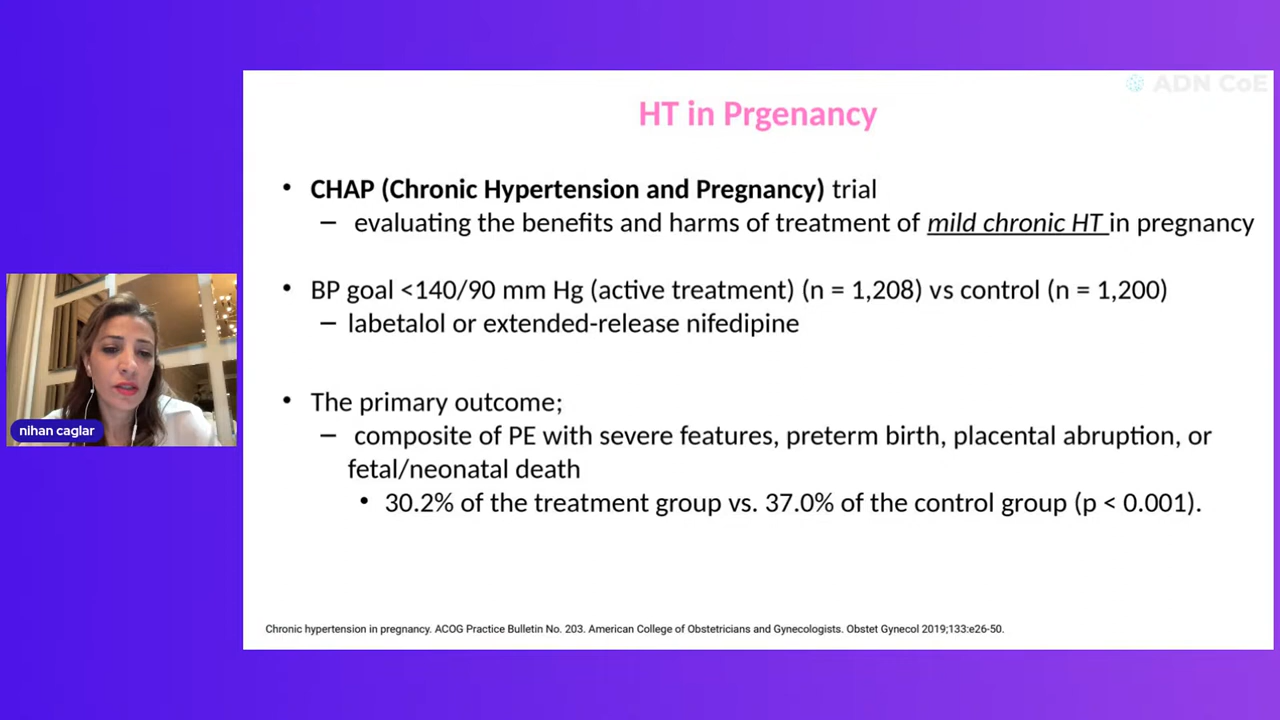 ADN CoE
HT in Prgenancy
• CHAP (Chronic Hypertension and Pregnancy) trial
– evaluating the benefits and harms of treatment of mild chronic HT in pregnancy
• BP goal <140/90 mm Hg (active treatment) (n = 1,208) vs control (n = 1,200)
– labetalol or extended-release nifedipine
• The primary outcome;
– composite of PE with severe features, preterm birth, placental abruption, or
fetal/neonatal death
• 30.2% of the treatment group vs. 37.0% of the control group (p < 0.001).
nihan caglar
Chronic hypertension in pregnancy. ACOG Practice Bulletin No. 203. American College of Obstetricians and Gynecologists. Obstet Gynecol 2019;133:e26-50.